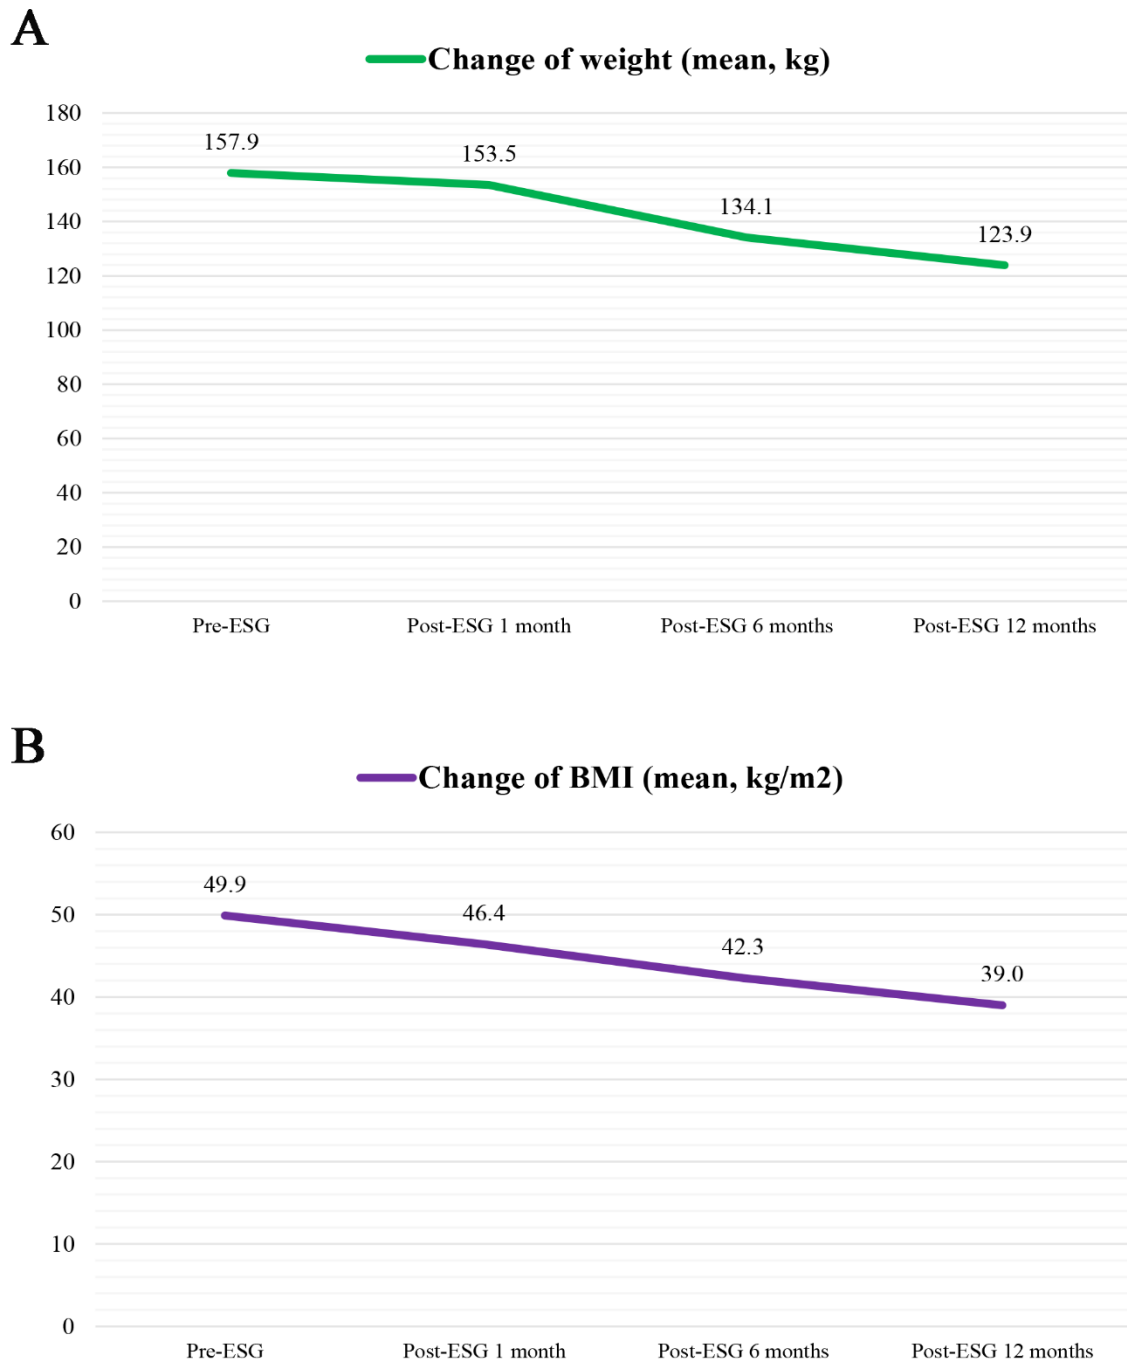 A
Change of weight (mean, kg)
180
160
140
120
100
80
60
40
20
0
157.9
153.5
134.1
123.9
Pre-ESG
Post-ESG 1 month
Post-ESG 6 months
Post-ESG 12 months
B
Change of BMI (mean, kg/m2)
60
50
40
30
20
10
0
49.9
46.4
42.3
39.0
Pre-ESG
Post-ESG 1 month
Post-ESG 6 months
Post-ESG 12 months